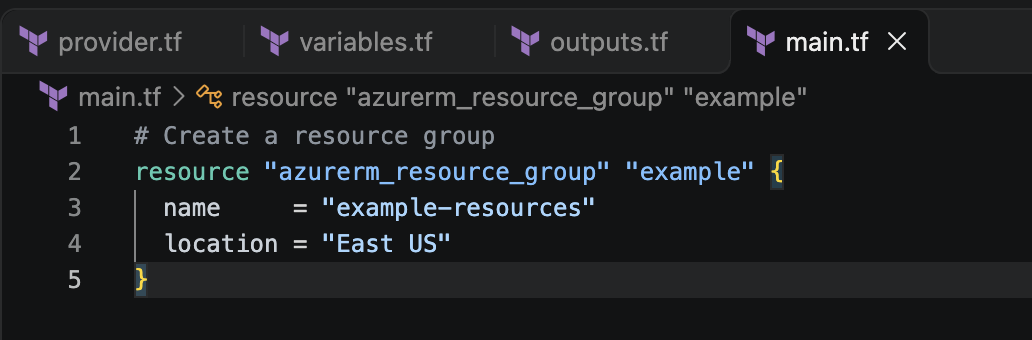 provider.tf variables.tf outputs.tf main.tf
main.tf > resource "azurerm_resource_group" "example"
1 # Create a resource group
2 resource "azurerm_resource_group" "example" {
3   name     = "example-resources"
4   location = "East US"
5 }